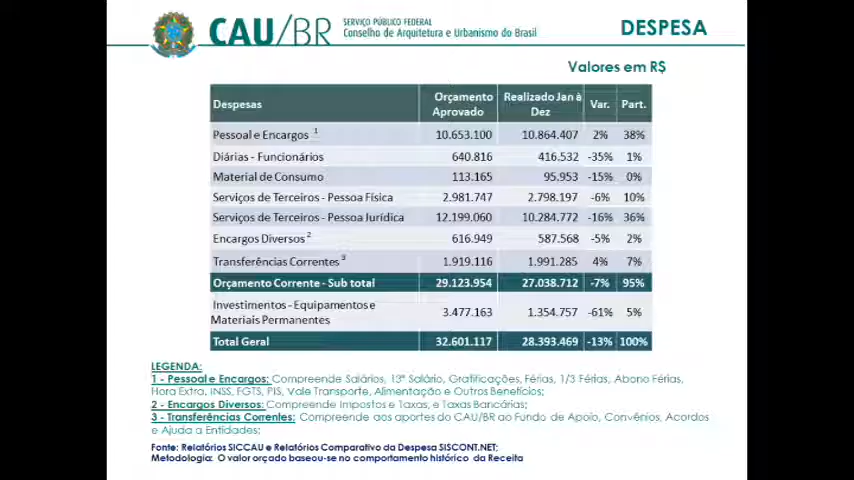 CAU/BR
SERVIÇO PÚBLICO FEDERAL
Conselho de Arquitetura e Urbanismo do Brasil
DESPESA
Valores em R$
Despesas Orçamento Aprovado Realizado Jan à Dez Var. Part.
Pessoal e Encargos 1 10.653.100 10.864.407 2% 38%
Diárias - Funcionários 640.816 416.532 -35% 1%
Material de Consumo 113.165 95.953 -15% 0%
Serviços de Terceiros - Pessoa Física 2.981.747 2.798.197 -6% 10%
Serviços de Terceiros - Pessoa Jurídica 12.199.060 10.284.772 -16% 36%
Encargos Diversos 2 616.949 587.568 -5% 2%
Transferências Correntes 3 1.919.116 1.991.285 4% 7%
Orçamento Corrente - Sub total 29.123.954 27.038.712 -7% 95%
Investimentos - Equipamentos e
Materiais Permanentes 3.477.163 1.354.757 -61% 5%
Total Geral 32.601.117 28.393.469 -13% 100%
LEGENDA:
1 - Pessoal e Encargos: Compreende Salários, 13º Salário, Gratificações, Férias, 1/3 Férias, Abono Férias,
Hora Extra, INSS, FGTS, PIS, Vale Transporte, Alimentação e Outros Benefícios;
2 - Encargos Diversos: Compreende Impostos e Taxas, e Taxas Bancárias;
3 - Transferências Correntes: Compreende aos aportes do CAU/BR ao Fundo de Apoio, Convênios, Acordos
e Ajuda a Entidades;
Fonte: Relatórios SICCAU e Relatórios Comparativo da Despesa SISCONT.NET;
Metodologia: O valor orçado baseou-se no comportamento histórico da Receita